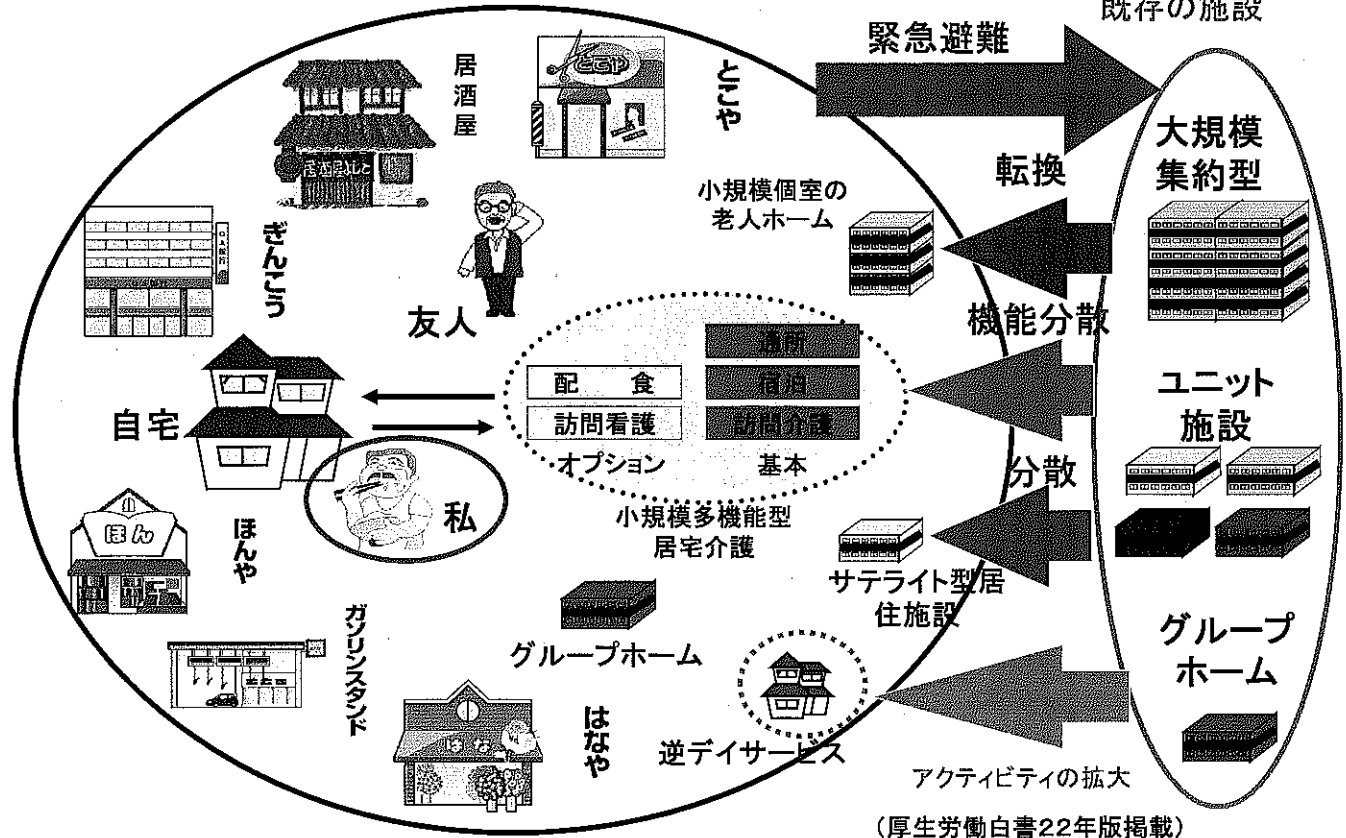 既存の施設
緊急避難
居酒屋
とこや
とこや
大規模
集約型
転換
小規模個室の
老人ホーム
ぎんこう
友人
機能分散
通所
配 食
宿泊
訪問看護
訪問介護
オプション
基本
ユニット
施設
自宅
分散
私
小規模多機能型
居宅介護
ほん
ほんや
サテライト型居
住施設
グループホーム
グループ
ホーム
ガソリンスタンド
はな
はなや
逆デイサービス
アクティビティの拡大
(厚生労働白書22年版掲載)